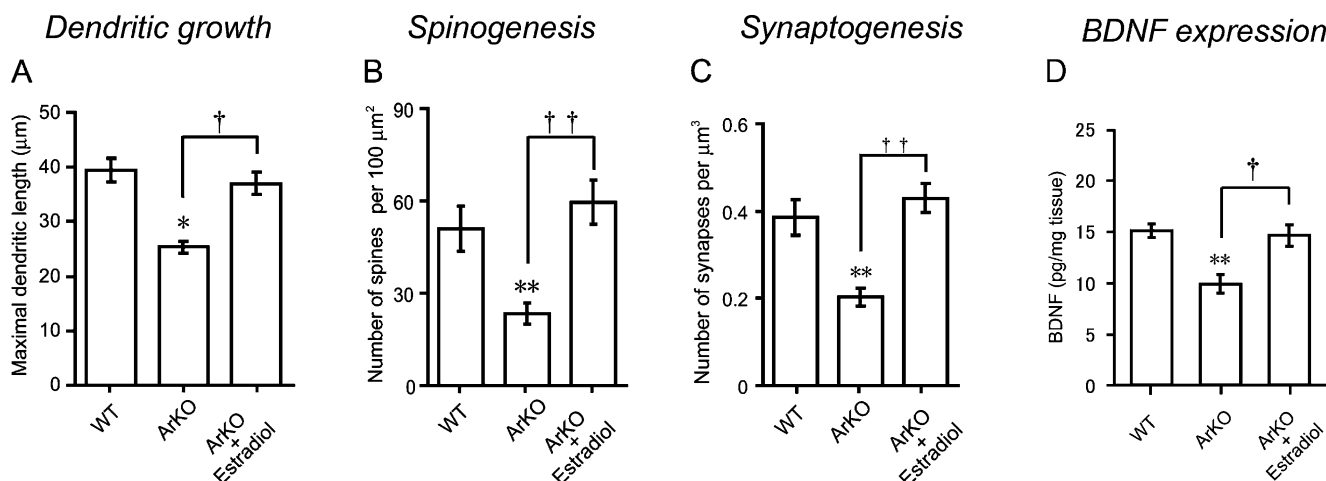 Dendritic growth
Spinogenesis
Synaptogenesis
BDNF expression
A
Maximal dendritic length (μm)
50
40
30
20
10
0
†
*
WT
ArKO
ArKO
+
Estradiol
B
Number of spines per 100 μm²
90
60
30
0
† †
**
WT
ArKO
ArKO
+
Estradiol
C
Number of synapses per μm³
0.6
0.4
0.2
0
† †
**
WT
ArKO
ArKO
+
Estradiol
D
BDNF (pg/mg tissue)
25
20
15
10
5
0
†
**
WT
ArKO
ArKO
+
Estradiol